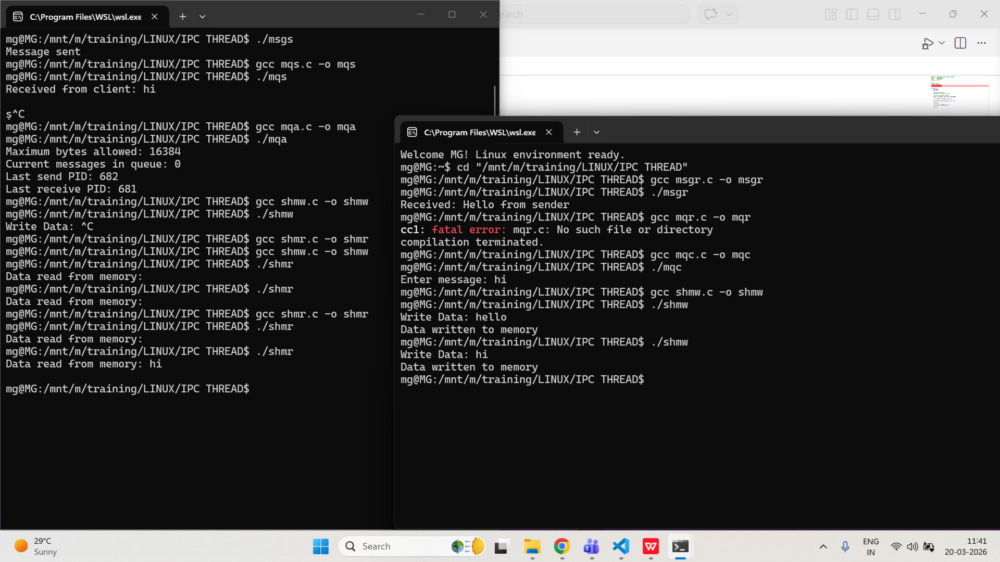 C:\Program Files\WSL\wsl.exe
earch
mg@MG:/mnt/m/training/LINUX/IPC THREAD$ ./msgs
Message sent
mg@MG:/mnt/m/training/LINUX/IPC THREAD$ gcc mqs.c -o mqs
mg@MG:/mnt/m/training/LINUX/IPC THREAD$ ./mqs
Received from client: hi
ș^C
mg@MG:/mnt/m/training/LINUX/IPC THREAD$ gcc mqa.c -o mqa
mg@MG:/mnt/m/training/LINUX/IPC THREAD$ ./mqa
Maximum bytes allowed: 16384
Current messages in queue: 0
Last send PID: 682
Last receive PID: 681
mg@MG:/mnt/m/training/LINUX/IPC THREAD$ gcc shmw.c -o shmw
mg@MG:/mnt/m/training/LINUX/IPC THREAD$ ./shmw
Write Data: ^C
mg@MG:/mnt/m/training/LINUX/IPC THREAD$ gcc shmr.c -o shmr
mg@MG:/mnt/m/training/LINUX/IPC THREAD$ gcc shmw.c -o shmw
mg@MG:/mnt/m/training/LINUX/IPC THREAD$ ./shmr
Data read from memory:
mg@MG:/mnt/m/training/LINUX/IPC THREAD$ ./shmr
Data read from memory:
mg@MG:/mnt/m/training/LINUX/IPC THREAD$ gcc shmr.c -o shmr
mg@MG:/mnt/m/training/LINUX/IPC THREAD$ ./shmr
Data read from memory:
mg@MG:/mnt/m/training/LINUX/IPC THREAD$ ./shmr
Data read from memory: hi
mg@MG:/mnt/m/training/LINUX/IPC THREAD$
C:\Program Files\WSL\wsl.exe
Welcome MG! Linux environment ready.
mg@MG:~$ cd "/mnt/m/training/LINUX/IPC THREAD"
mg@MG:/mnt/m/training/LINUX/IPC THREAD$ gcc msgr.c -o msgr
mg@MG:/mnt/m/training/LINUX/IPC THREAD$ ./msgr
Received: Hello from sender
mg@MG:/mnt/m/training/LINUX/IPC THREAD$ gcc mqr.c -o mqr
cc1: fatal error: mqr.c: No such file or directory
compilation terminated.
mg@MG:/mnt/m/training/LINUX/IPC THREAD$ gcc mqc.c -o mqc
mg@MG:/mnt/m/training/LINUX/IPC THREAD$ ./mqc
Enter message: hi
mg@MG:/mnt/m/training/LINUX/IPC THREAD$ gcc shmw.c -o shmw
mg@MG:/mnt/m/training/LINUX/IPC THREAD$ ./shmw
Write Data: hello
Data written to memory
mg@MG:/mnt/m/training/LINUX/IPC THREAD$ ./shmw
Write Data: hi
Data written to memory
mg@MG:/mnt/m/training/LINUX/IPC THREAD$
29°C
Sunny
Search
ENG
IN
11:41
20-03-2026